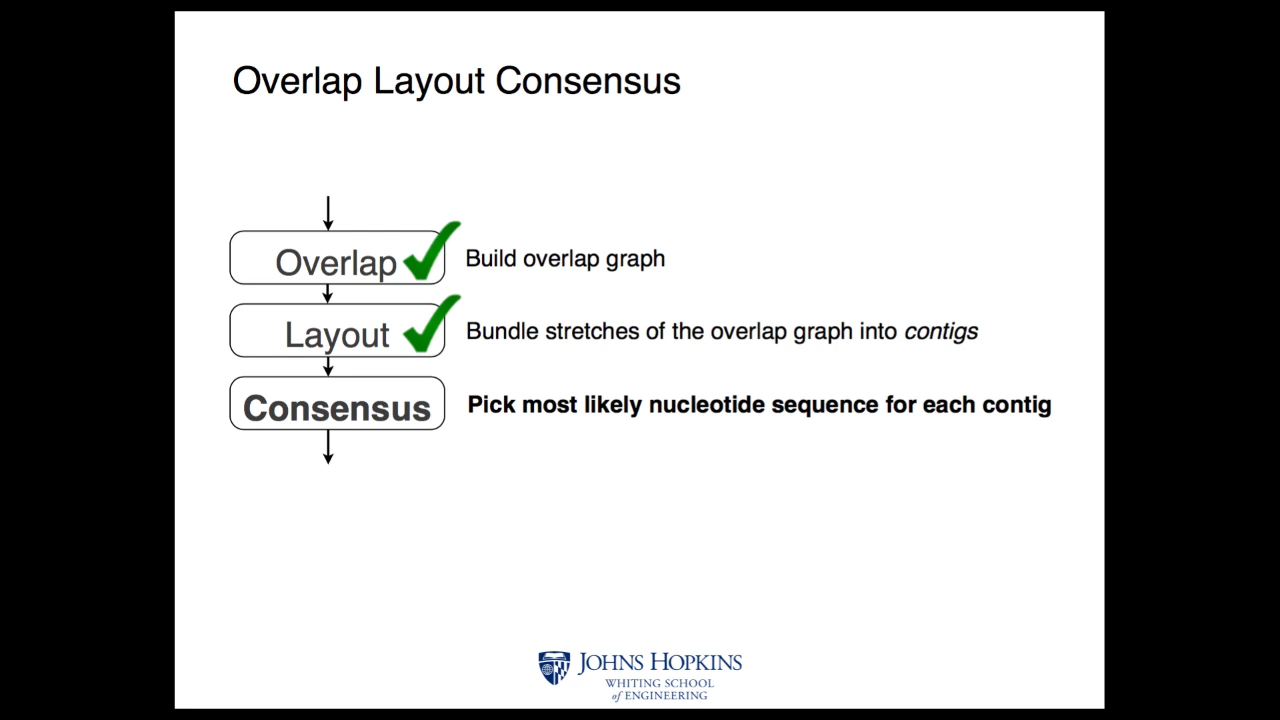 Overlap Layout Consensus
Overlap
Build overlap graph
Layout
Bundle stretches of the overlap graph into contigs
Consensus
Pick most likely nucleotide sequence for each contig
JOHNS HOPKINS
WHITING SCHOOL
of ENGINEERING